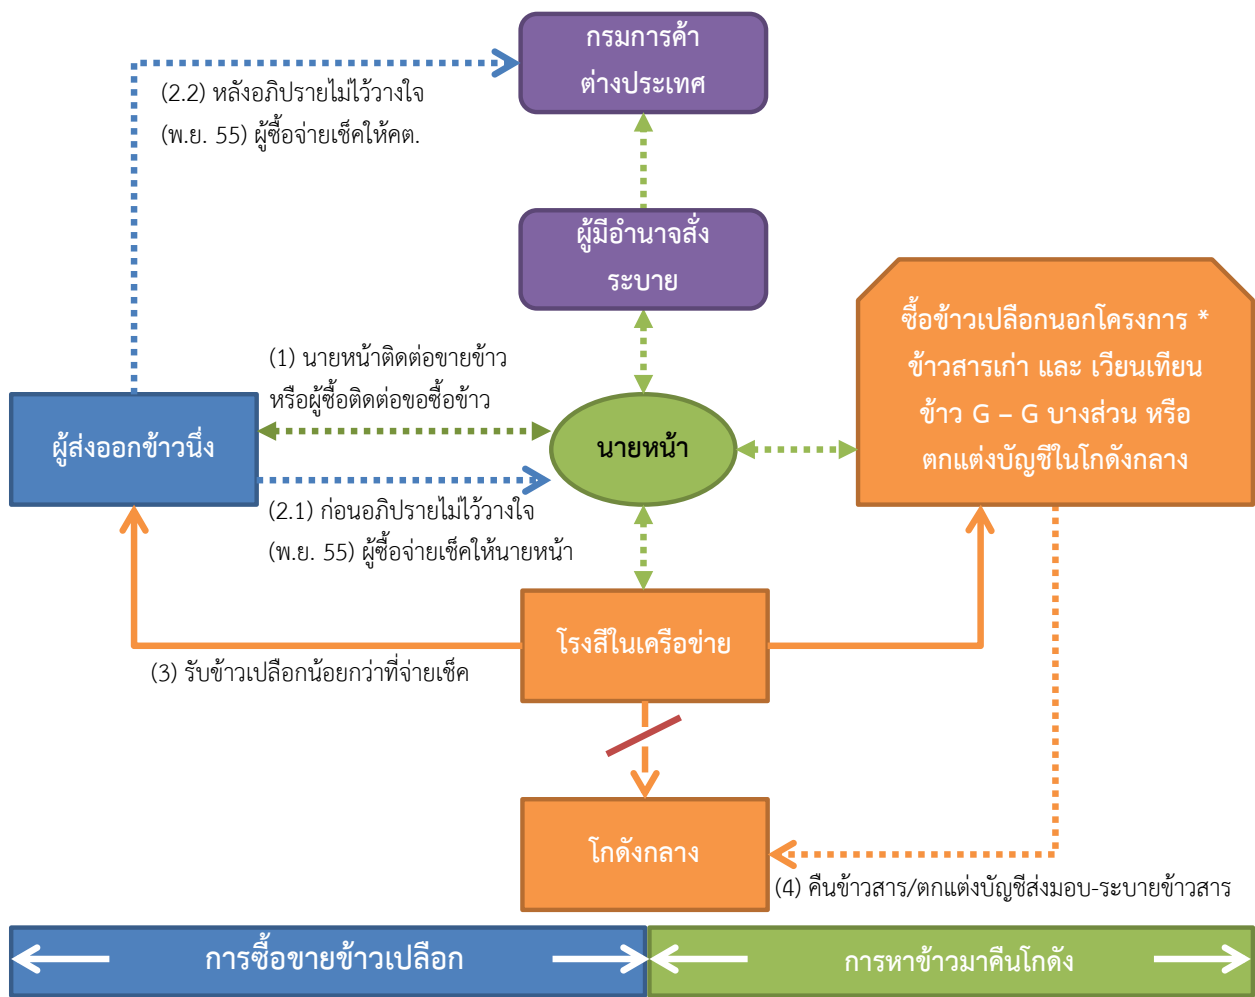 กรมการค้า
ต่างประเทศ
(2.2) หลังอภิปรายไม่ไว้วางใจ
(พ.ย. 55) ผู้ซื้อจ่ายเช็คให้คต.
ผู้มีอำนาจสั่ง
ระบาย
ซื้อข้าวเปลือกนอกโครงการ *
ข้าวสารเก่า และ เวียนเทียน
ข้าว G – G บางส่วน หรือ
ตกแต่งบัญชีในโกดังกลาง
(1) นายหน้าติดต่อขายข้าว
หรือผู้ซื้อติดต่อขอซื้อข้าว
ผู้ส่งออกข้าวนึ่ง
นายหน้า
(2.1) ก่อนอภิปรายไม่ไว้วางใจ
(พ.ย. 55) ผู้ซื้อจ่ายเช็คให้นายหน้า
โรงสีในเครือข่าย
(3) รับข้าวเปลือกน้อยกว่าที่จ่ายเช็ค
โกดังกลาง
(4) คืนข้าวสาร/ตกแต่งบัญชีส่งมอบ-ระบายข้าวสาร
การซื้อขายข้าวเปลือก
การหาข้าวมาคืนโกดัง